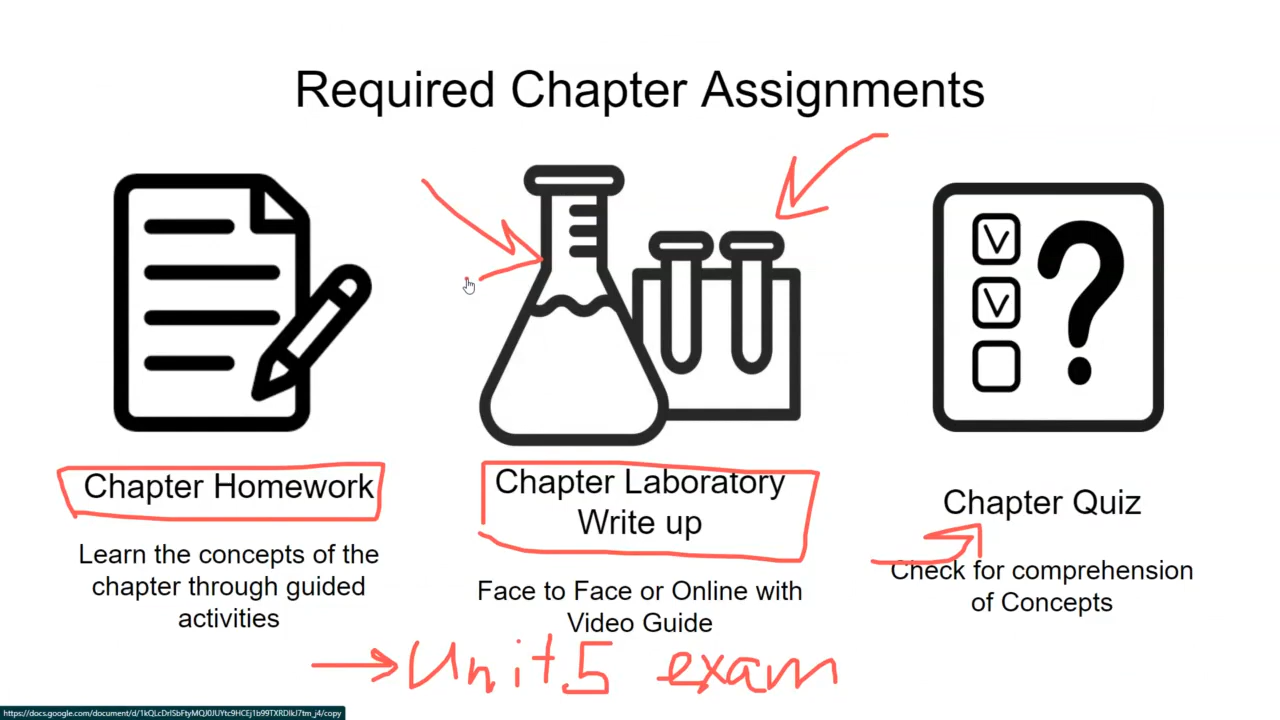 Required Chapter Assignments
Chapter Homework
Learn the concepts of the
chapter through guided
activities
Chapter Laboratory
Write up
Face to Face or Online with
Video Guide
Chapter Quiz
Check for comprehension
of Concepts
→ Unit 5 exam